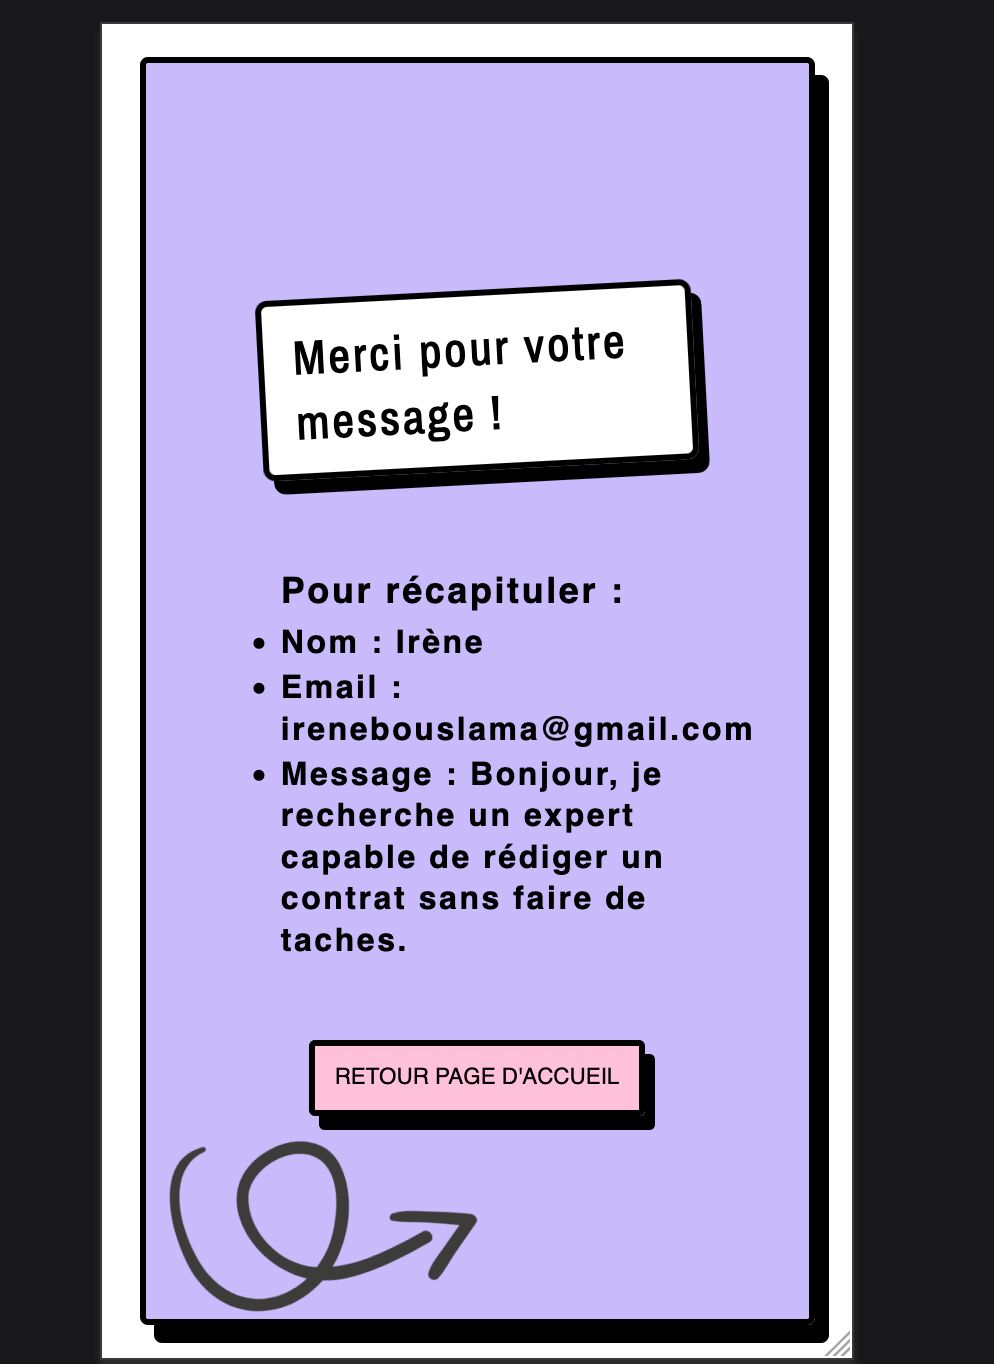 Merci pour votre
message !
Pour récapituler :
• Nom : Irène
• Email :
irenebouslama@gmail.com
• Message : Bonjour, je
recherche un expert
capable de rédiger un
contrat sans faire de
taches.
RETOUR PAGE D'ACCUEIL